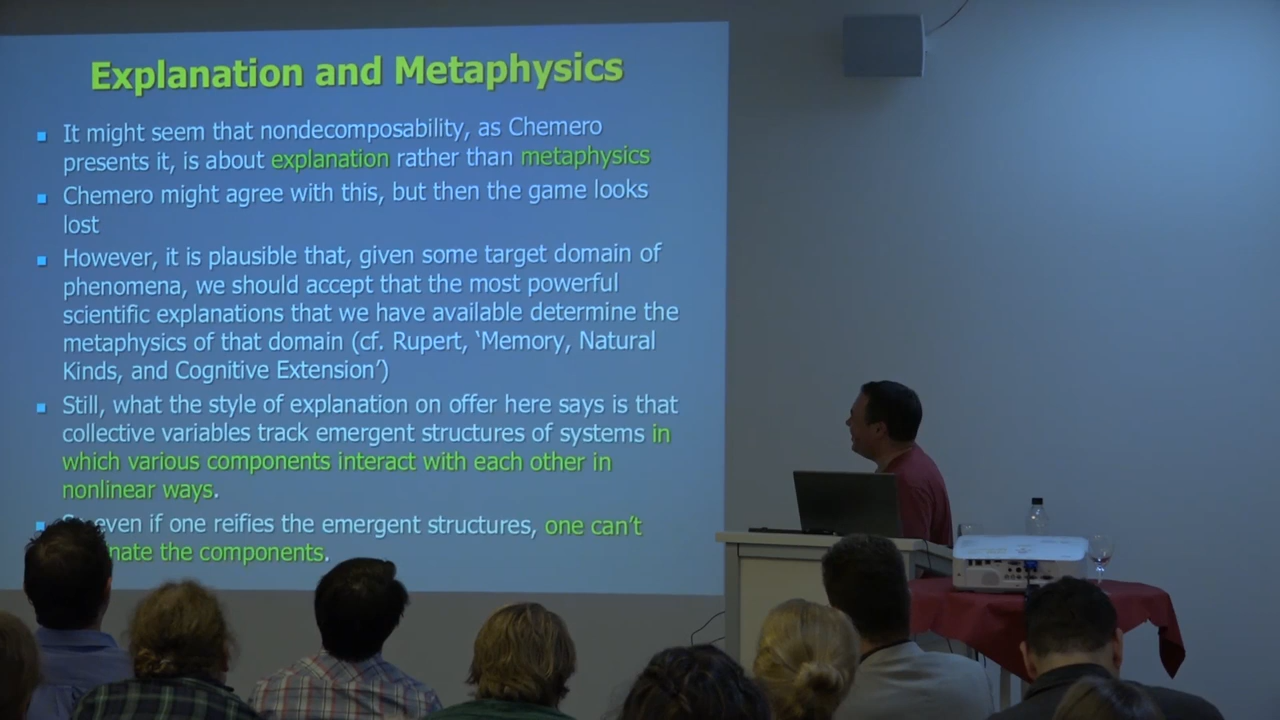 Explanation and Metaphysics
It might seem that nondecomposability, as Chemero
presents it, is about explanation rather than metaphysics
Chemero might agree with this, but then the game looks
lost
However, it is plausible that, given some target domain of
phenomena, we should accept that the most powerful
scientific explanations that we have available determine the
metaphysics of that domain (cf. Rupert, ‘Memory, Natural
Kinds, and Cognitive Extension’)
Still, what the style of explanation on offer here says is that
collective variables track emergent structures of systems in
which various components interact with each other in
nonlinear ways.
even if one reifies the emergent structures, one can’t
the components.